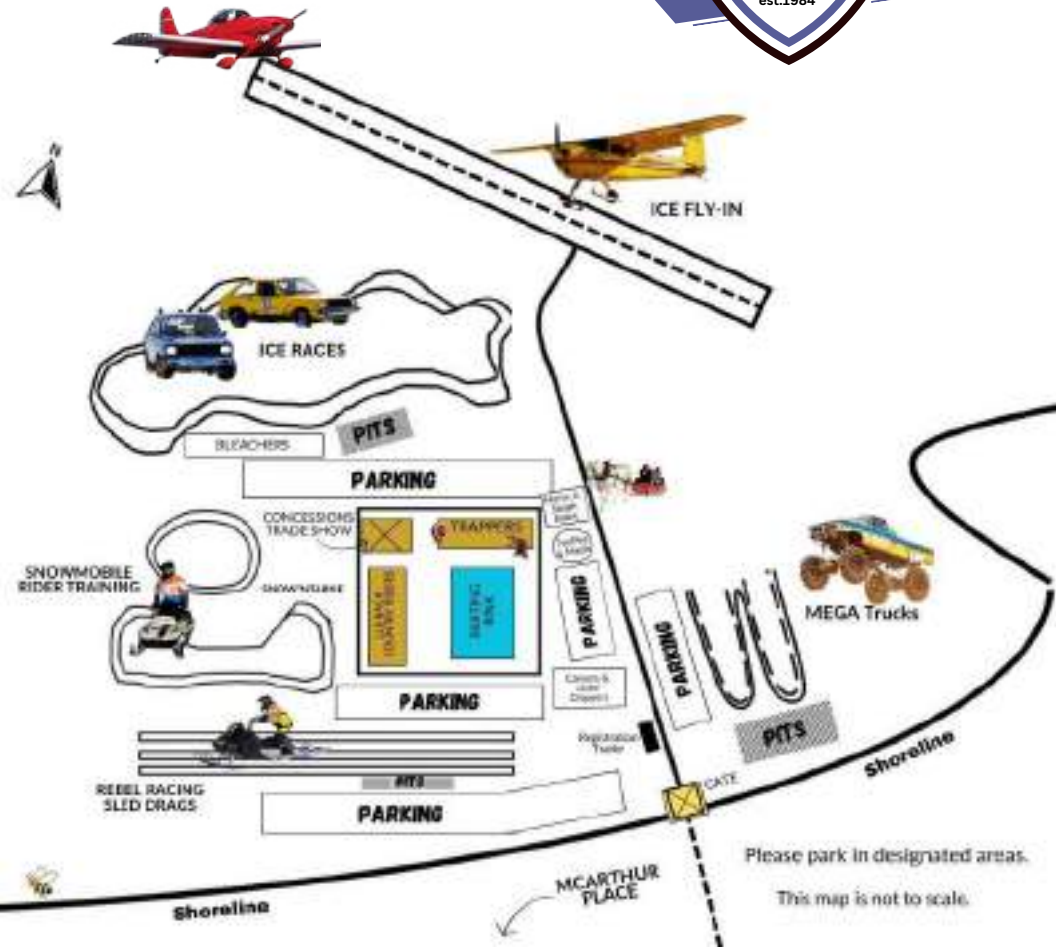 est.1984
N
ICE FLY-IN
ICE RACES
BLEACHERS
PITS
PARKING
CONCESSIONS
TRADE SHOW
TRAPPERS
SNOWMOBILE
RIDER TRAINING
SKATING
RINK
PARKING
PARKING
MEGA Trucks
PARKING
PITS
Registration
GATE
REBEL RACING
SLED DRAGS
PITS
PARKING
Shoreline
Shoreline
MCARTHUR
PLACE
Please park in designated areas.
This map is not to scale.